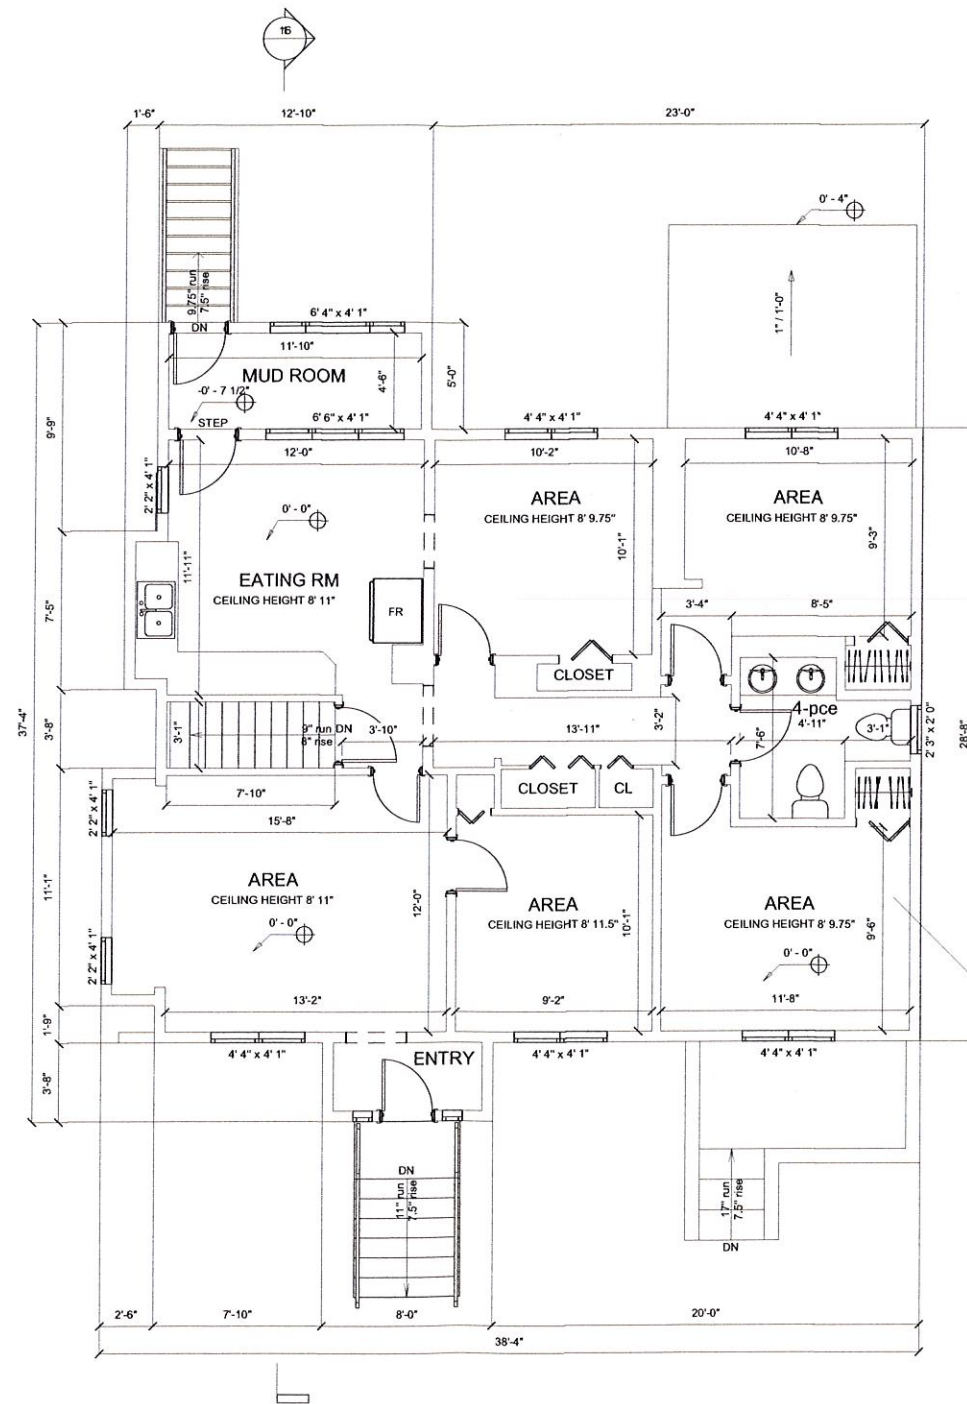 16
1'-6"
12'-10"
23'-0"
0' - 4"
9.75" run
7.5" rise
DN
6' 4" x 4' 1"
1" / 1'-0"
11'-10"
MUD ROOM
4'-6"
5'-0"
-0' - 7 1/2"
STEP
6' 6" x 4' 1"
4' 4" x 4' 1"
4' 4" x 4' 1"
9'-9"
2' 2" x 4' 1"
12'-0"
10'-2"
10'-8"
0' - 0"
AREA
CEILING HEIGHT 8' 9.75"
AREA
CEILING HEIGHT 8' 9.75"
10'-1"
9'-3"
11'-11"
EATING RM
CEILING HEIGHT 8' 11"
FR
7'-5"
3'-4"
8'-5"
CLOSET
37'-4"
3'-8"
3'-1"
9" run DN
8" rise
3'-10"
13'-11"
3'-2"
4-pce
4'-11"
7'-6"
3'-1"
2' 3" x 2' 0"
28'-8"
7'-10"
CLOSET
CL
2' 2" x 4' 1"
15'-8"
11'-1"
AREA
CEILING HEIGHT 8' 11"
0' - 0"
12'-0"
AREA
CEILING HEIGHT 8' 11.5"
10'-1"
AREA
CEILING HEIGHT 8' 9.75"
0' - 0"
9'-6"
2' 2" x 4' 1"
13'-2"
9'-2"
11'-8"
1'-9"
4' 4" x 4' 1"
ENTRY
4' 4" x 4' 1"
4' 4" x 4' 1"
3'-8"
DN
11" run
7.5" rise
17" run
7.5" rise
DN
2'-6"
7'-10"
8'-0"
20'-0"
38'-4"